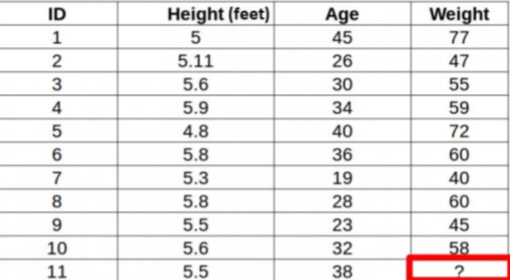 ID Height (feet) Age Weight
1 5 45 77
2 5.11 26 47
3 5.6 30 55
4 5.9 34 59
5 4.8 40 72
6 5.8 36 60
7 5.3 19 40
8 5.8 28 60
9 5.5 23 45
10 5.6 32 58
11 5.5 38 ?